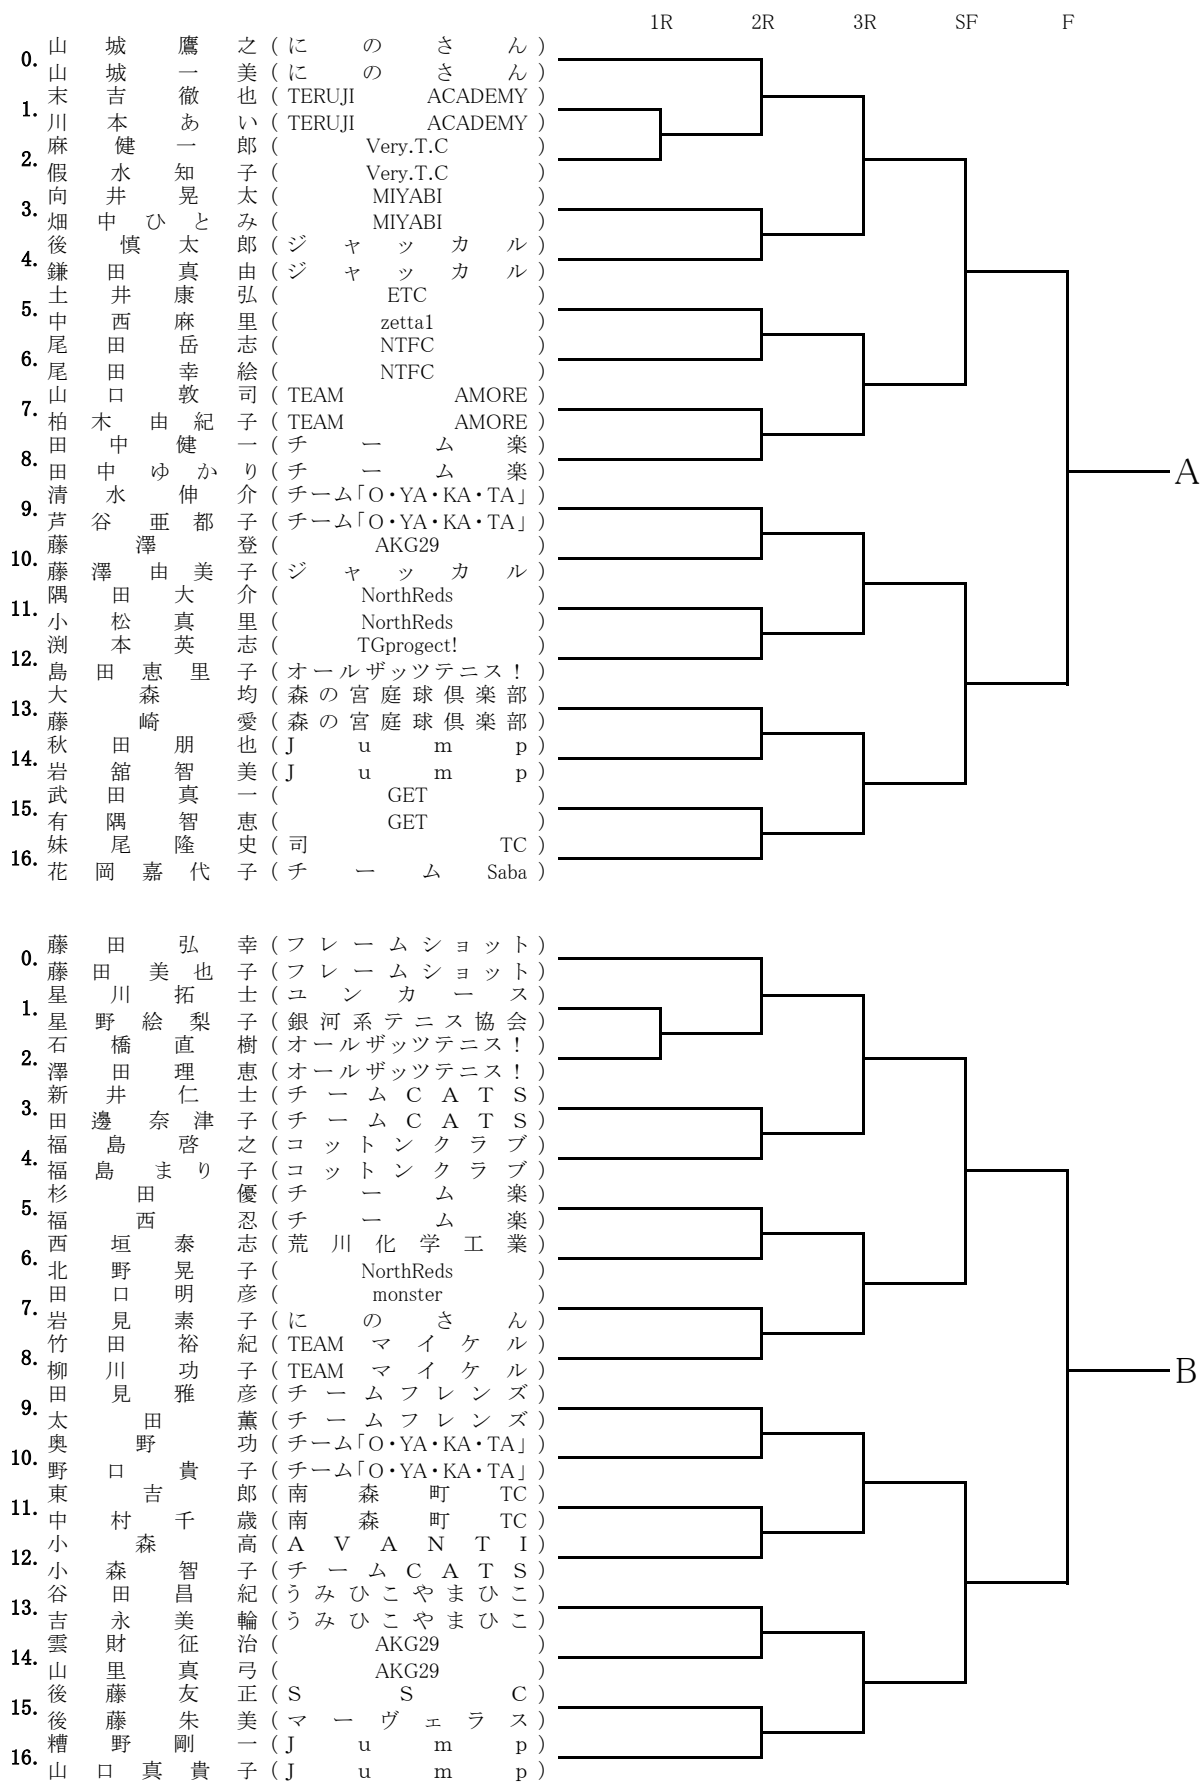 1R 2R 3R SF F
0. 山城鷹之(にのさん)
山城一美(にのさん)
1. 末吉徹也(TERUJI ACADEMY)
川本あい(TERUJI ACADEMY)
2. 麻健一郎(Very.T.C)
假水知子(Very.T.C)
3. 向井晃太(MIYABI)
畑中ひとみ(MIYABI)
4. 後慎太郎(ジャッカル)
鎌田真由(ジャッカル)
5. 土井康弘(ETC)
中西麻里(zetta1)
6. 尾田岳志(NTFC)
尾田幸絵(NTFC)
7. 山口敦司(TEAM AMORE)
柏木由紀子(TEAM AMORE)
8. 田中健一(チーム楽)
田中ゆかり(チーム楽)
A
9. 清水伸介(チーム「O・YA・KA・TA」)
芦谷亜都子(チーム「O・YA・KA・TA」)
10. 藤澤登(AKG29)
藤澤由美子(ジャッカル)
11. 隅田大介(NorthReds)
小松真里(NorthReds)
12. 渕本英志(TGprogect!)
島田恵里子(オールザッツテニス!)
13. 大森均(森の宮庭球倶楽部)
藤崎愛(森の宮庭球倶楽部)
14. 秋田朋也(Jump)
岩舘智美(Jump)
15. 武田真一(GET)
有隅智恵(GET)
16. 妹尾隆史(司TC)
花岡嘉代子(チームSaba)
0. 藤田弘幸(フレームショット)
藤田美也子(フレームショット)
1. 星川拓士(ユンカース)
星野絵梨子(銀河系テニス協会)
2. 石橋直樹(オールザッツテニス!)
澤田理恵(オールザッツテニス!)
3. 新井仁士(チームCATS)
田邊奈津子(チームCATS)
4. 福島啓之(コットンクラブ)
福島まり子(コットンクラブ)
5. 杉田優(チーム楽)
福西忍(チーム楽)
6. 西垣泰志(荒川化学工業)
北野晃子(NorthReds)
7. 田口明彦(monster)
岩見素子(にのさん)
8. 竹田裕紀(TEAMマイケル)
柳川功子(TEAMマイケル)
B
9. 田見雅彦(チームフレンズ)
太田薫(チームフレンズ)
10. 奥野功(チーム「O・YA・KA・TA」)
野口貴子(チーム「O・YA・KA・TA」)
11. 東吉郎(南森町TC)
中村千歳(南森町TC)
12. 小森高(AVANTI)
小森智子(チームCATS)
13. 谷田昌紀(うみひこやまひこ)
吉永美輪(うみひこやまひこ)
14. 雲財征治(AKG29)
山里真弓(AKG29)
15. 後藤友正(SSC)
後藤朱美(マーヴェラス)
16. 糟野剛一(Jump)
山口真貴子(Jump)